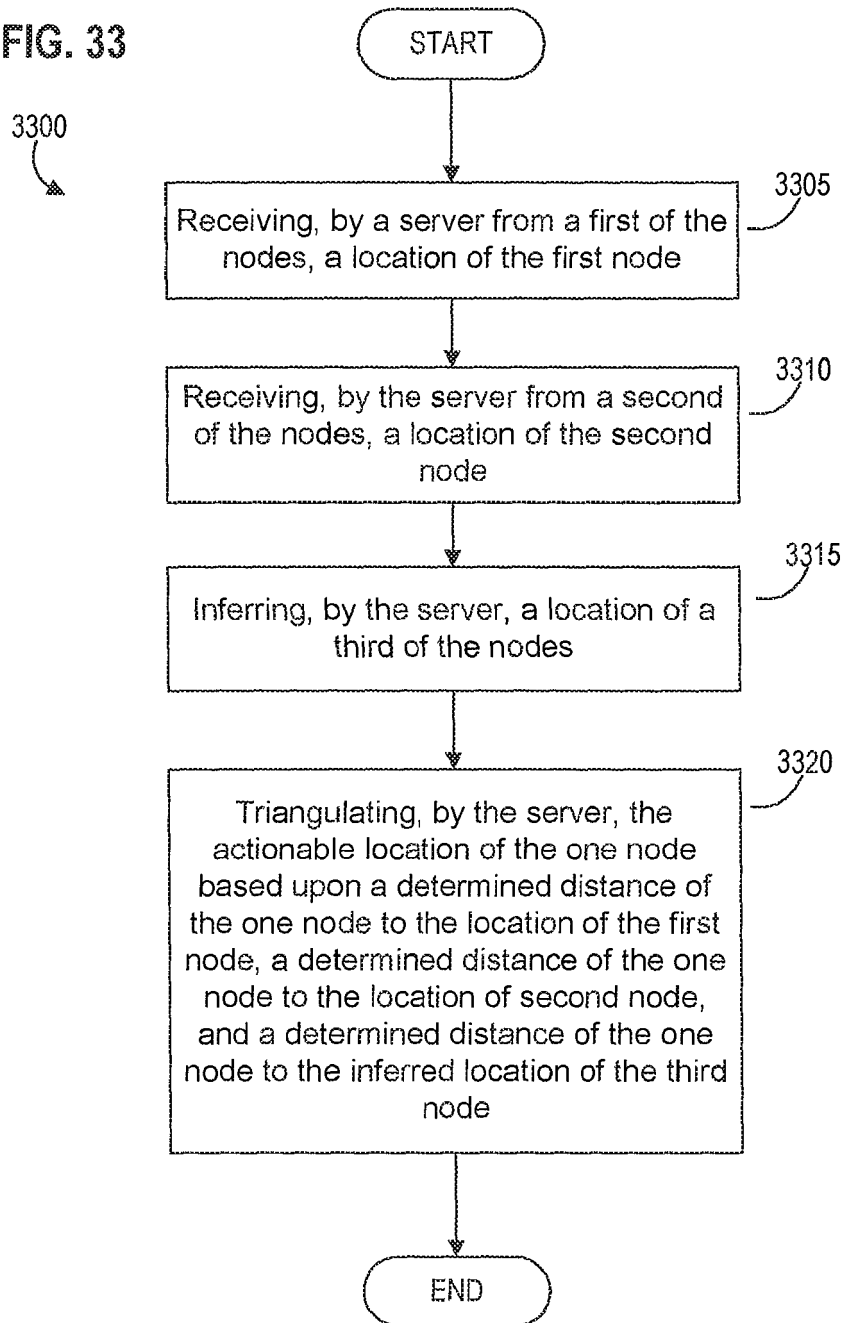 FIG. 33
START
3300
3305
Receiving, by a server from a first of the
nodes, a location of the first node
3310
Receiving, by the server from a second
of the nodes, a location of the second
node
3315
Inferring, by the server, a location of a
third of the nodes
3320
Triangulating, by the server, the
actionable location of the one node
based upon a determined distance of
the one node to the location of the first
node, a determined distance of the one
node to the location of second node,
and a determined distance of the one
node to the inferred location of the third
node
END